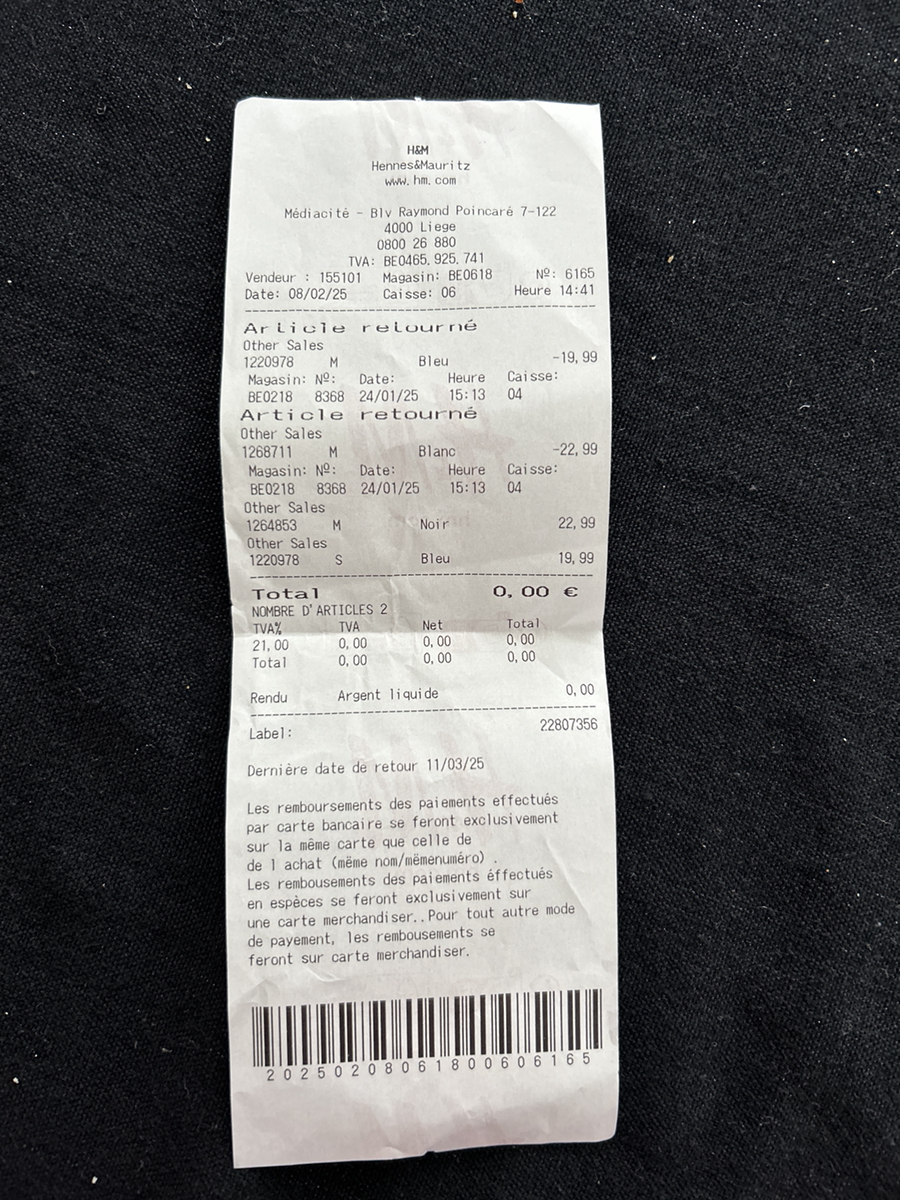 H&M
Hennes&Mauritz
www.hm.com
Médiacité - Blv Raymond Poincaré 7-122
4000 Liege
0800 26 880
TVA: BE0465.925.741
Vendeur : 155101 Magasin: BE0618 Nº: 6165
Date: 08/02/25 Caisse: 06 Heure 14:41
Article retourné
Other Sales
1220978 M Bleu -19,99
Magasin: Nº: Date: Heure Caisse:
BE0218 8368 24/01/25 15:13 04
Article retourné
Other Sales
1268711 M Blanc -22,99
Magasin: Nº: Date: Heure Caisse:
BE0218 8368 24/01/25 15:13 04
Other Sales
1264853 M Noir 22,99
Other Sales
1220978 S Bleu 19,99
Total 0,00 €
NOMBRE D'ARTICLES 2
TVA% TVA Net Total
21,00 0,00 0,00 0,00
Total 0,00 0,00 0,00
Rendu Argent liquide 0,00
Label: 22807356
Dernière date de retour 11/03/25
Les remboursements des paiements effectués
par carte bancaire se feront exclusivement
sur la même carte que celle de
de l achat (mëme nom/mëmenuméro) .
Les rembousements des paiements éffectués
en espèces se feront exclusivement sur
une carte merchandiser..Pour tout autre mode
de payement, les rembousements se
feront sur carte merchandiser.
20250208061800606165